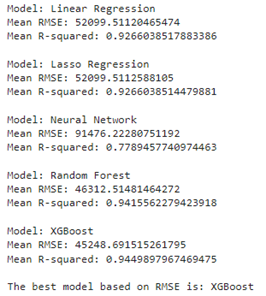 Model: Linear Regression
Mean RMSE: 52099.51120465474
Mean R-squared: 0.9266038517883386
Model: Lasso Regression
Mean RMSE: 52099.5112588105
Mean R-squared: 0.9266038514479881
Model: Neural Network
Mean RMSE: 91476.22280751192
Mean R-squared: 0.7789457740974463
Model: Random Forest
Mean RMSE: 46312.51481464272
Mean R-squared: 0.9415562279423918
Model: XGBoost
Mean RMSE: 45248.691515261795
Mean R-squared: 0.9449897967469475
The best model based on RMSE is: XGBoost